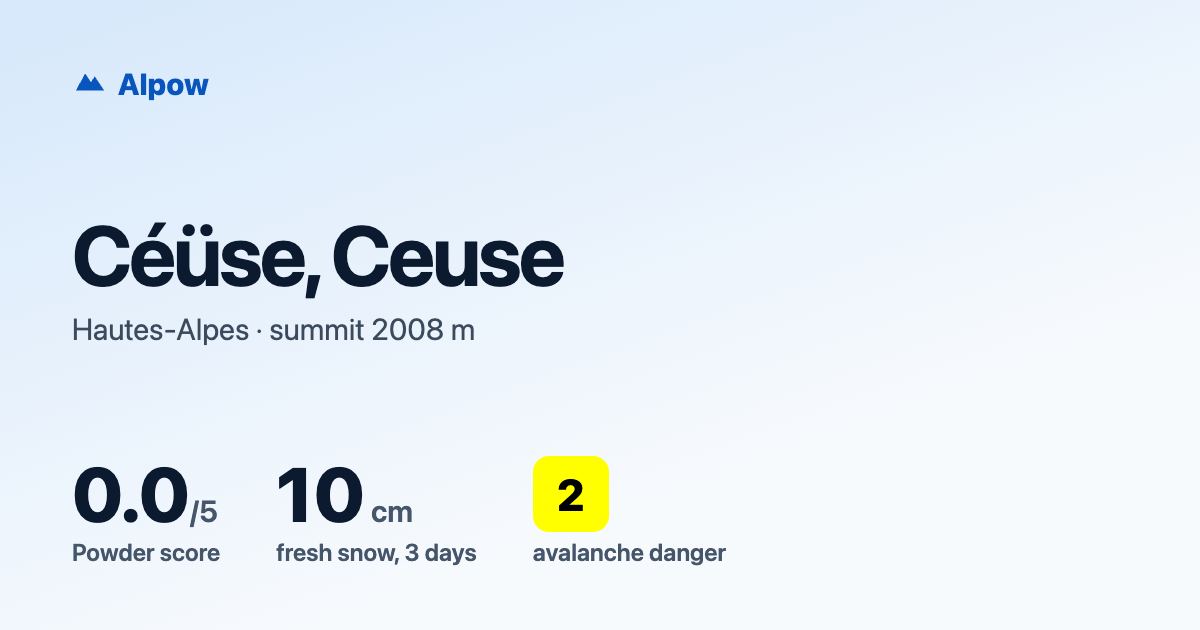 Alpow
Céüse, Ceuse
Hautes-Alpes · summit 2008 m
0.0/5
Powder score
10 cm
fresh snow, 3 days
2
avalanche danger